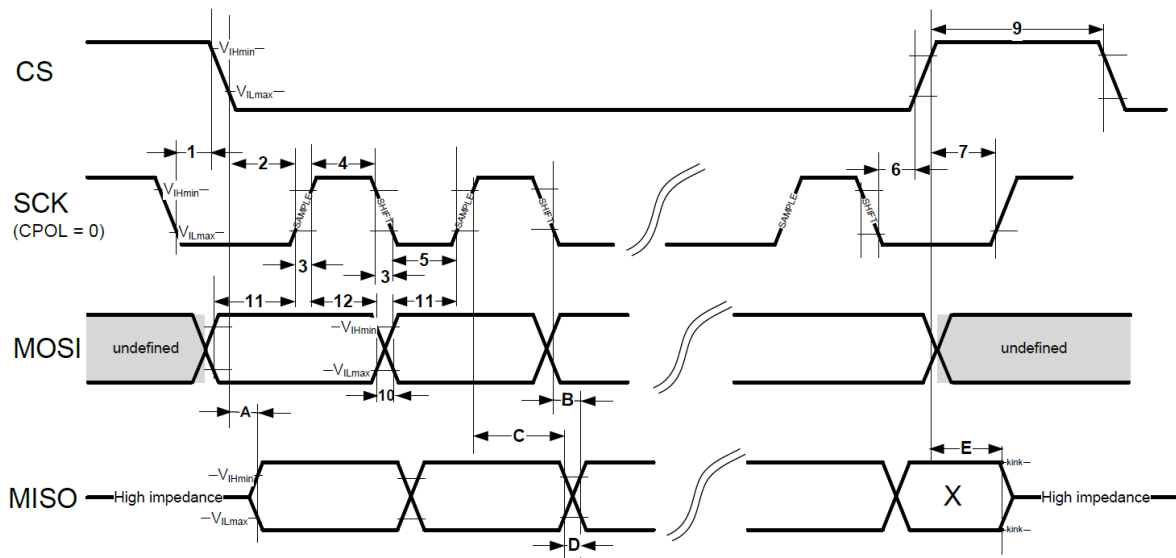 CS
VIHmin
VILmax
9
1
2
4
6
7
SCK
(CPOL = 0)
VIHmin
VILmax
SAMPLE
SHIFT
SAMPLE
SHIFT
SAMPLE
SHIFT
3
3
5
11
12
11
MOSI
undefined
VIHmin
VILmax
undefined
10
A
B
C
E
MISO
High impedance
VIHmin
VILmax
X
kink
kink
High impedance
D